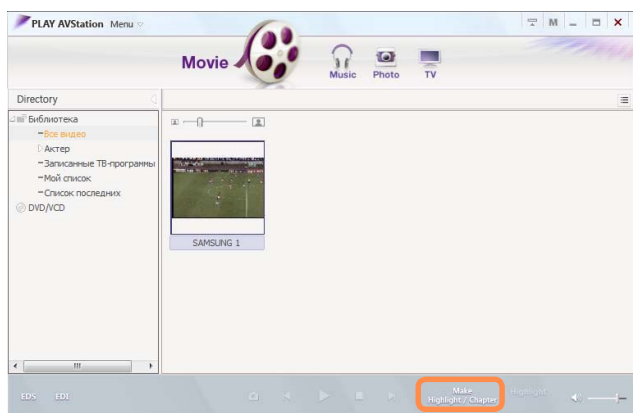 PLAY AVStation Menu
M
Movie
Music
Photo
TV
Directory
Библиотека
Все видео
Актер
Записанные ТВ-программы
Мой список
Список последних
DVD/VCD
SAMSUNG 1
EDS EDI
Make
Highlight / Chapter
Highlight